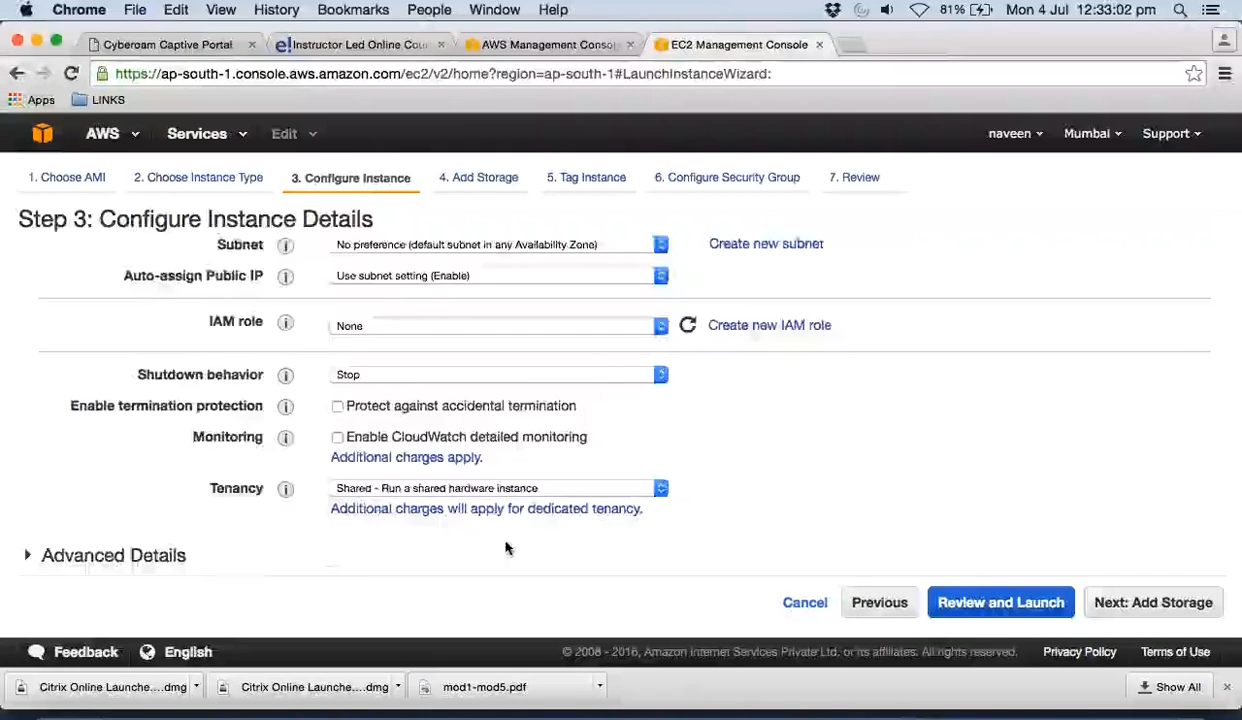 Chrome File Edit View History Bookmarks People Window Help 81% Mon 4 Jul 12:33:02 pm
Cyberoam Captive Portal Instructor Led Online Cou AWS Management Conso EC2 Management Console
https://ap-south-1.console.aws.amazon.com/ec2/v2/home?region=ap-south-1#LaunchInstanceWizard:
Apps LINKS
AWS Services Edit naveen Mumbai Support
1. Choose AMI 2. Choose Instance Type 3. Configure Instance 4. Add Storage 5. Tag Instance 6. Configure Security Group 7. Review
Step 3: Configure Instance Details
Subnet No preference (default subnet in any Availability Zone) Create new subnet
Auto-assign Public IP Use subnet setting (Enable)
IAM role None Create new IAM role
Shutdown behavior Stop
Enable termination protection Protect against accidental termination
Monitoring Enable CloudWatch detailed monitoring
Additional charges apply.
Tenancy Shared - Run a shared hardware instance
Additional charges will apply for dedicated tenancy.
Advanced Details
Cancel Previous Review and Launch Next: Add Storage
Feedback English © 2008 - 2016, Amazon Internet Services Private Ltd. or its affiliates. All rights reserved. Privacy Policy Terms of Use
Citrix Online Launche....dmg Citrix Online Launche....dmg mod1-mod5.pdf Show All